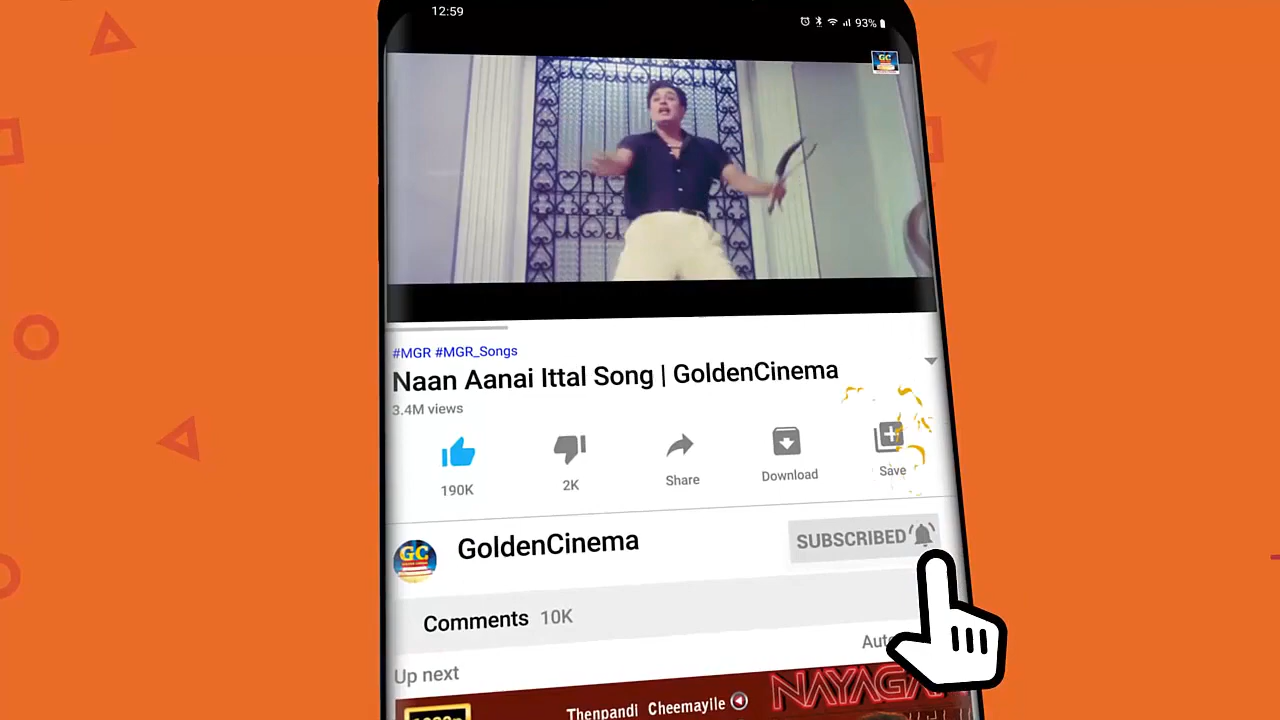 12:59
93%
GC
#MGR #MGR_Songs
Naan Aanai Ittal Song | GoldenCinema
3.4M views
190K
2K
Share
Download
Save
GC
GoldenCinema
SUBSCRIBED
Comments 10K
Up next
Thenpandi Cheemayile